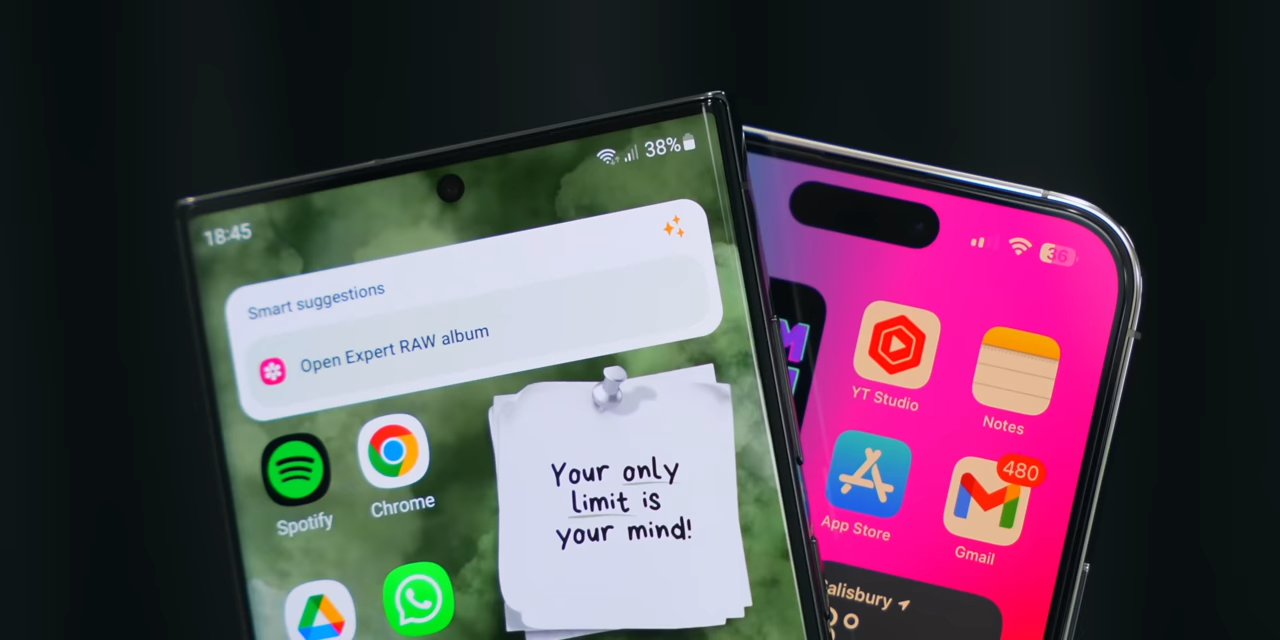 18:45
38%
Smart suggestions
Open Expert RAW album
Spotify
Chrome
Your only
limit is
your mind!
36
YT Studio
Notes
App Store
480
Gmail